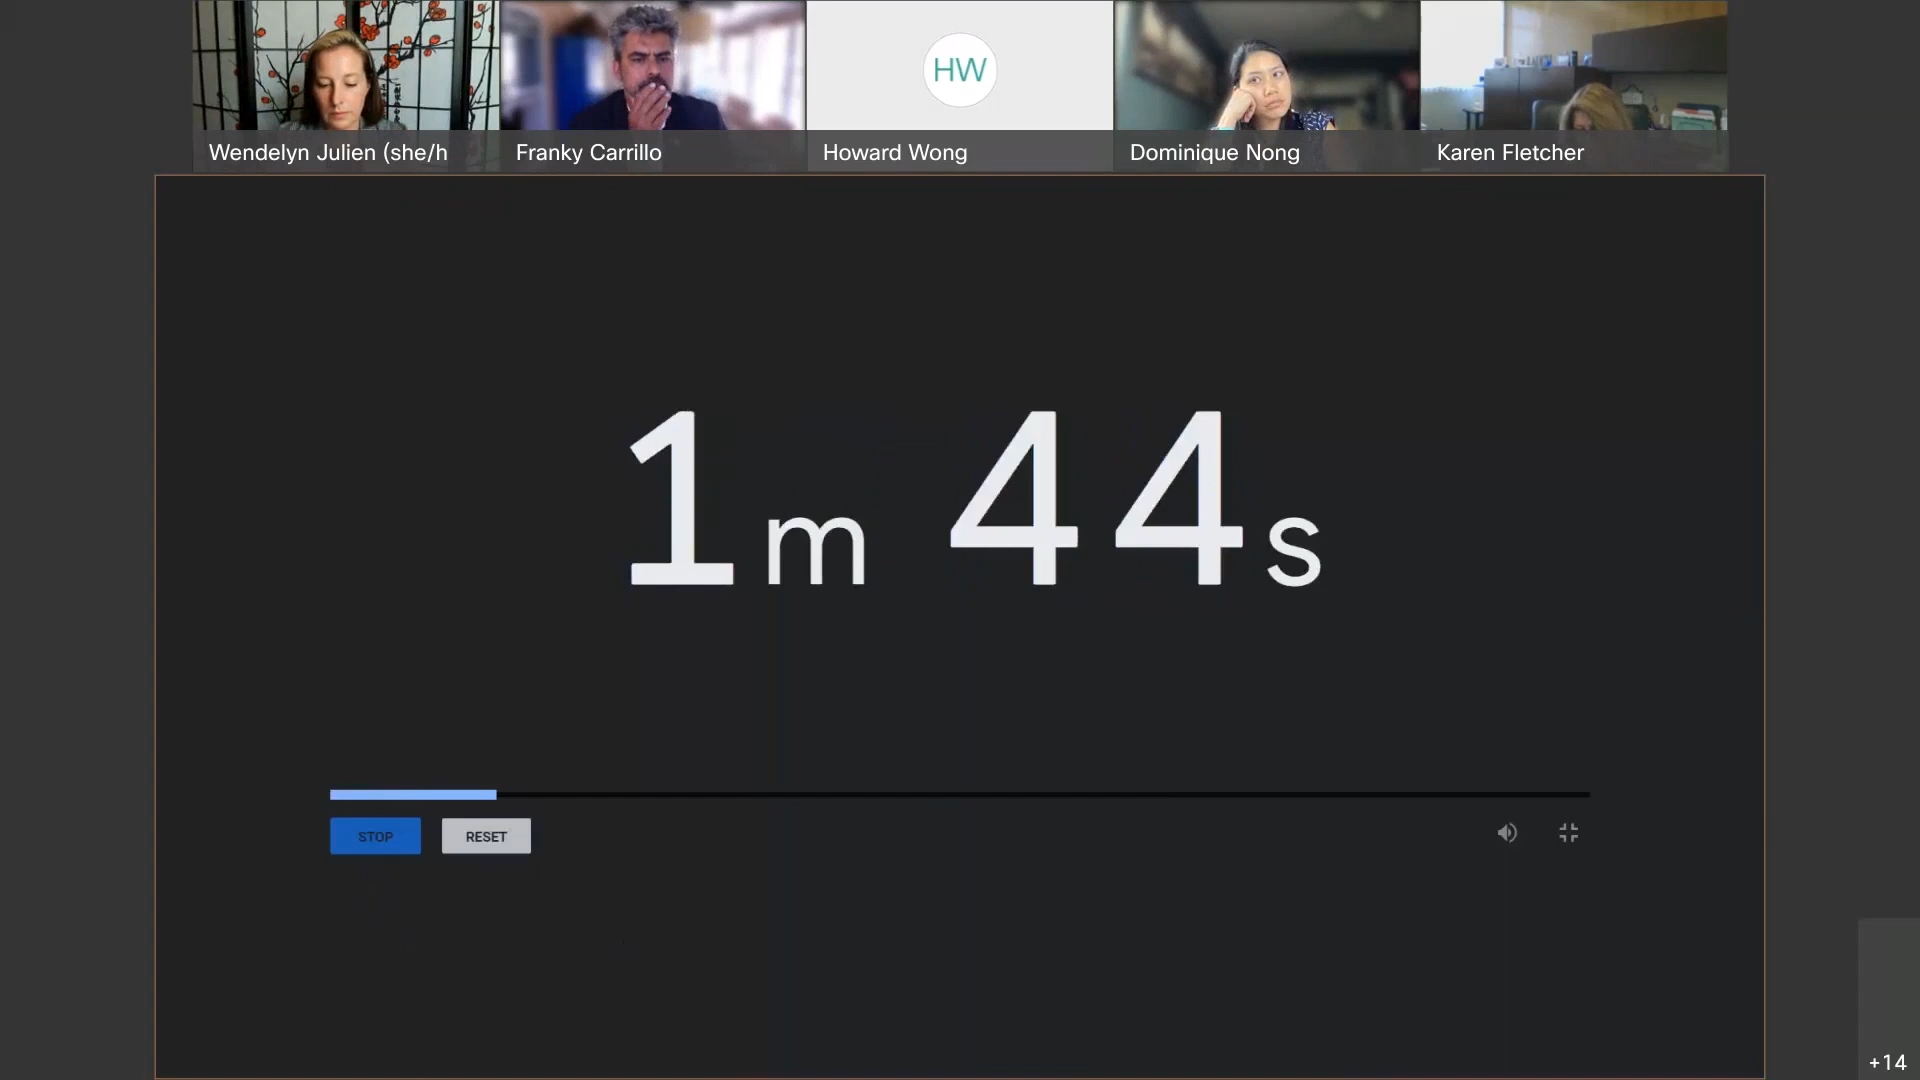 HW
Wendelyn Julien (she/h
Franky Carrillo
Howard Wong
Dominique Nong
Karen Fletcher
1m 44s
STOP
RESET
+14